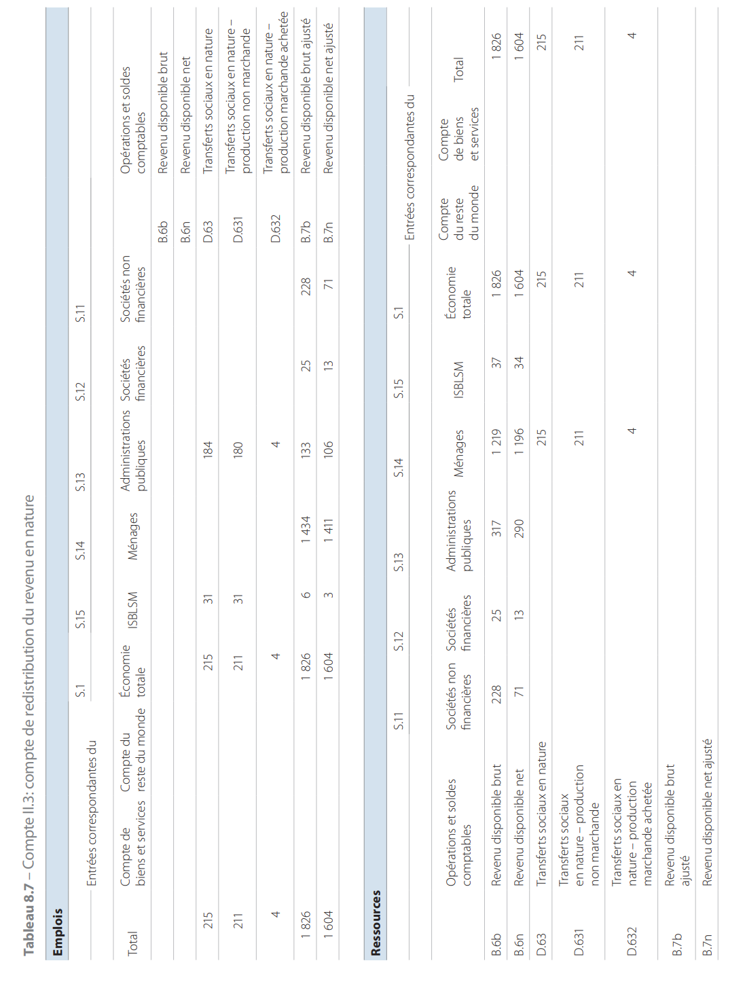 Tableau 8.7 – Compte II.3: compte de redistribution du revenu en nature
Emplois
Entrées correspondantes du S.1 S.15 S.14 S.13 S.12 S.11
Total Compte de biens et services Compte du reste du monde Économie totale ISBLSM Ménages Administrations publiques Sociétés financières Sociétés non financières Opérations et soldes comptables
B.6b Revenu disponible brut
B.6n Revenu disponible net
215 215 31 184 D.63 Transferts sociaux en nature
211 211 31 180 D.631 Transferts sociaux en nature –
production non marchande
4 4 4 D.632 Transferts sociaux en nature –
production marchande achetée
1 826 1 826 6 1 434 133 25 228 B.7b Revenu disponible brut ajusté
1 604 1 604 3 1 411 106 13 71 B.7n Revenu disponible net ajusté
Ressources
S.11 S.12 S.13 S.14 S.15 S.1 Entrées correspondantes du
Opérations et soldes comptables Sociétés non financières Sociétés financières Administrations publiques Ménages ISBLSM Économie totale Compte du reste du monde Compte de biens et services Total
B.6b Revenu disponible brut 228 25 317 1 219 37 1 826 1 826
B.6n Revenu disponible net 71 13 290 1 196 34 1 604 1 604
D.63 Transferts sociaux en nature 215 215 215
D.631 Transferts sociaux
en nature – production
non marchande 211 211 211
D.632 Transferts sociaux en
nature – production
marchande achetée 4 4 4
B.7b Revenu disponible brut
ajusté
B.7n Revenu disponible net ajusté